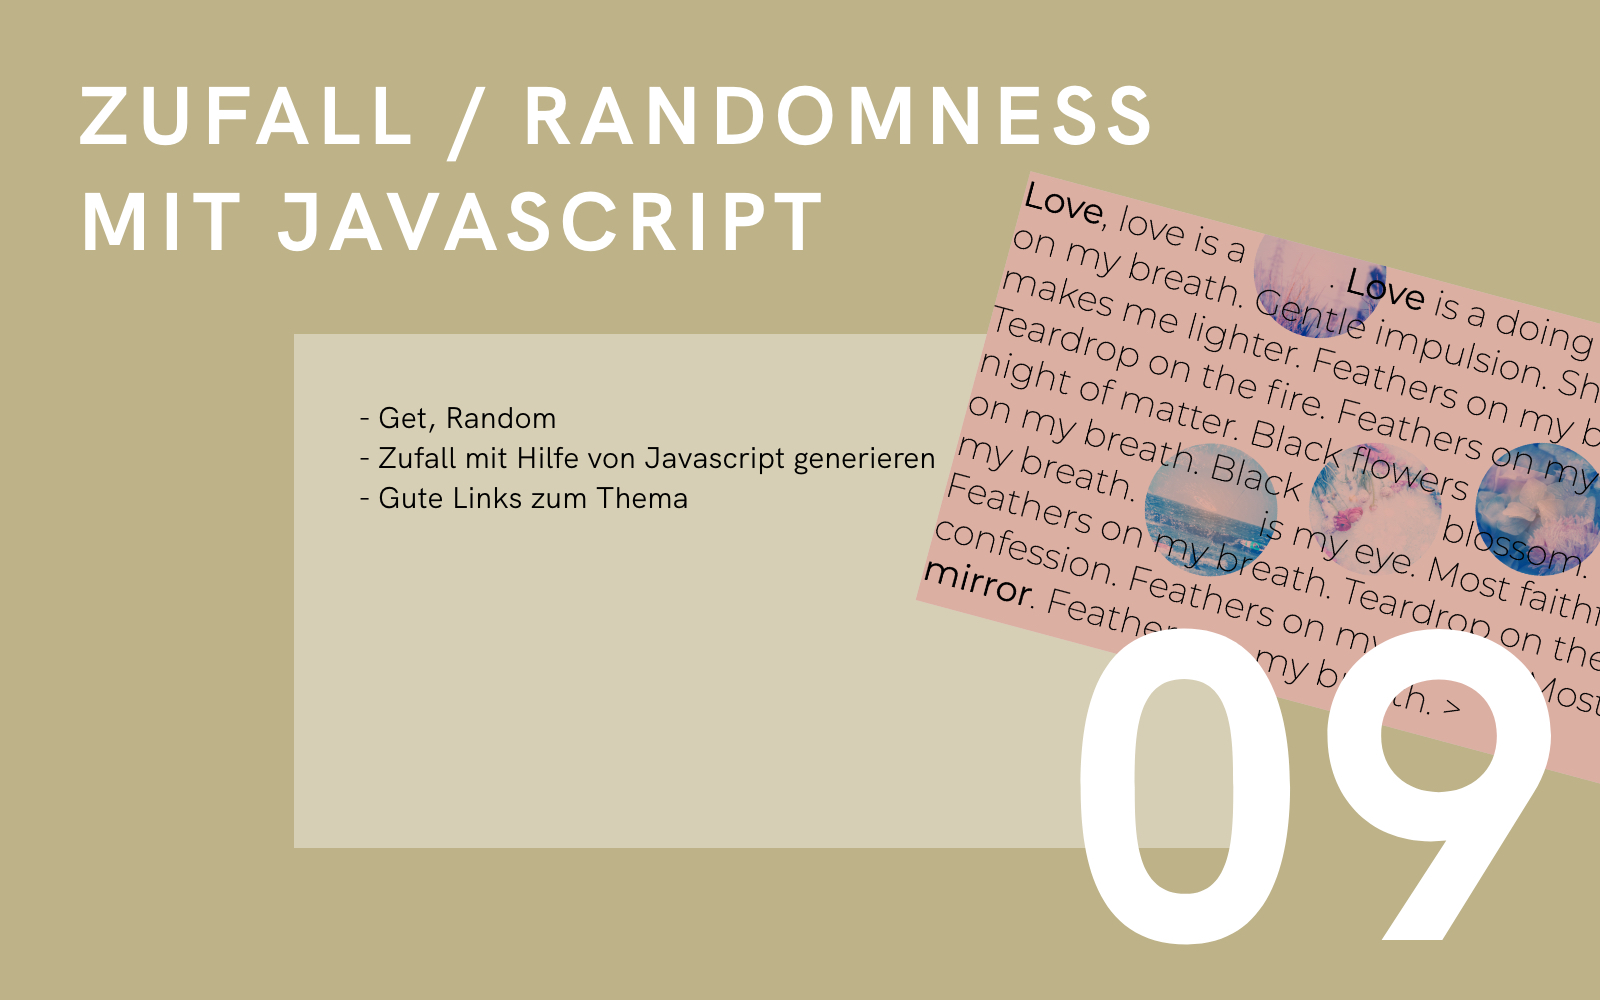 ZUFALL / RANDOMNESS
MIT JAVASCRIPT
- Get, Random
- Zufall mit Hilfe von Javascript generieren
- Gute Links zum Thema
Love, love is a . Love is a doing
on my breath. Gentle impulsion. Sh
makes me lighter. Feathers on my b
Teardrop on the fire. Feathers on my
night of matter. Black flowers blossom.
on my breath. Black is my eye. Most faithf
my breath. Teardrop on the
Feathers on my breath. Most
confession. Feathers on my
mirror. Feathers my breath. >
09